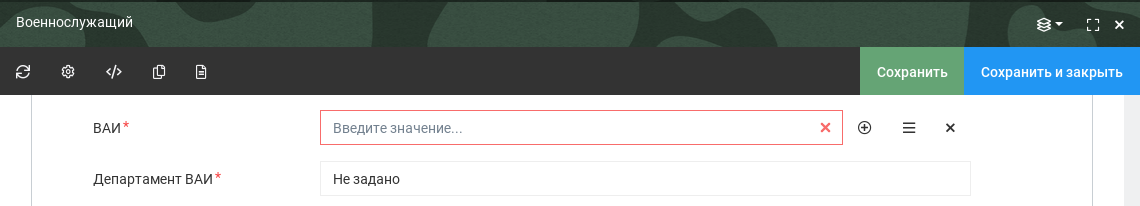 Военнослужащий
Сохранить
Сохранить и закрыть
ВАИ*
Введите значение...
Департамент ВАИ*
Не задано